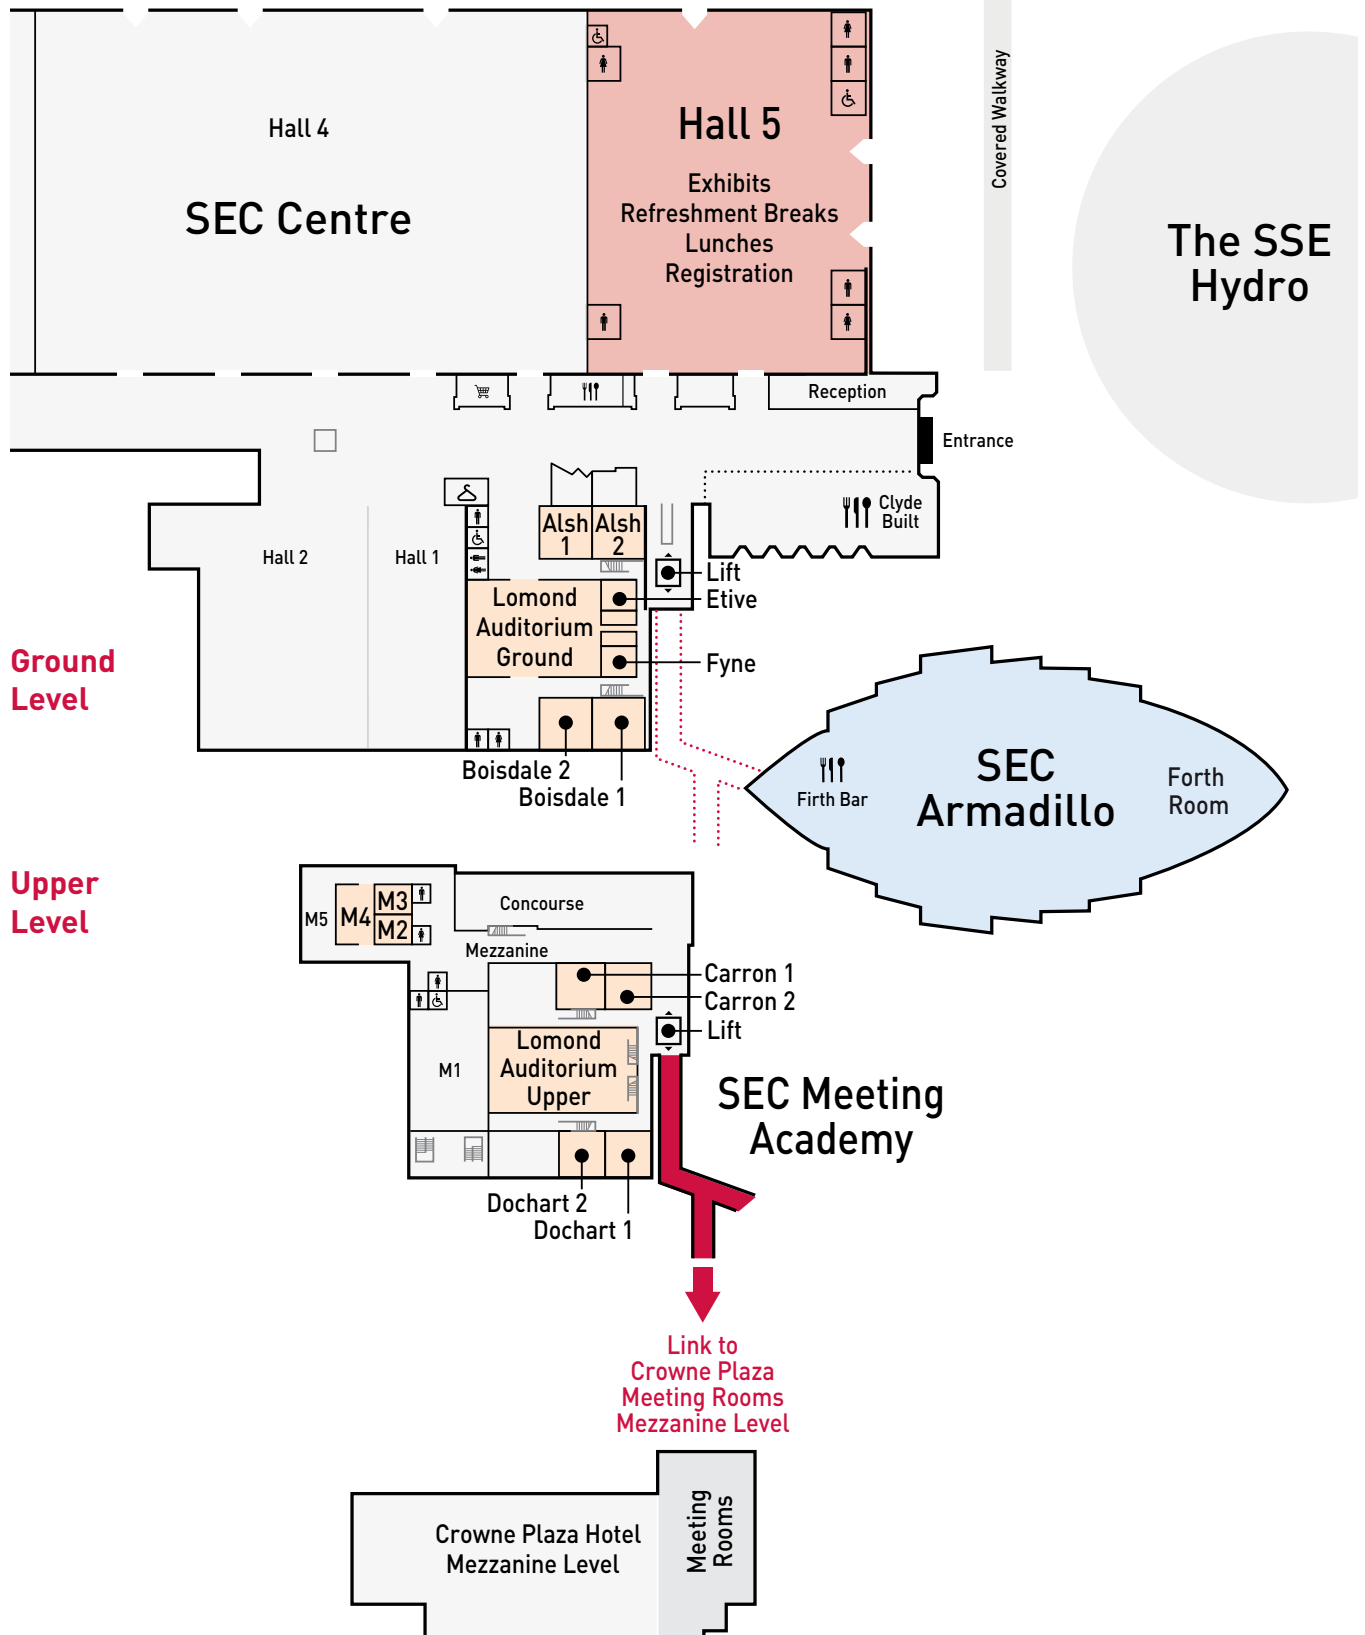 Hall 4
SEC Centre
Hall 5
Exhibits
Refreshment Breaks
Lunches
Registration
Covered Walkway
The SSE
Hydro
Reception
Entrance
Clyde
Built
Hall 2
Hall 1
Alsh
1
Alsh
2
Lift
Etive
Lomond
Auditorium
Ground
Fyne
Ground
Level
Boisdale 2
Boisdale 1
Firth Bar
SEC
Armadillo
Forth
Room
Upper
Level
M5
M4
M3
M2
Concourse
Mezzanine
Carron 1
Carron 2
Lift
Lomond
Auditorium
Upper
M1
SEC Meeting
Academy
Dochart 2
Dochart 1
Link to
Crowne Plaza
Meeting Rooms
Mezzanine Level
Crowne Plaza Hotel
Mezzanine Level
Meeting
Rooms